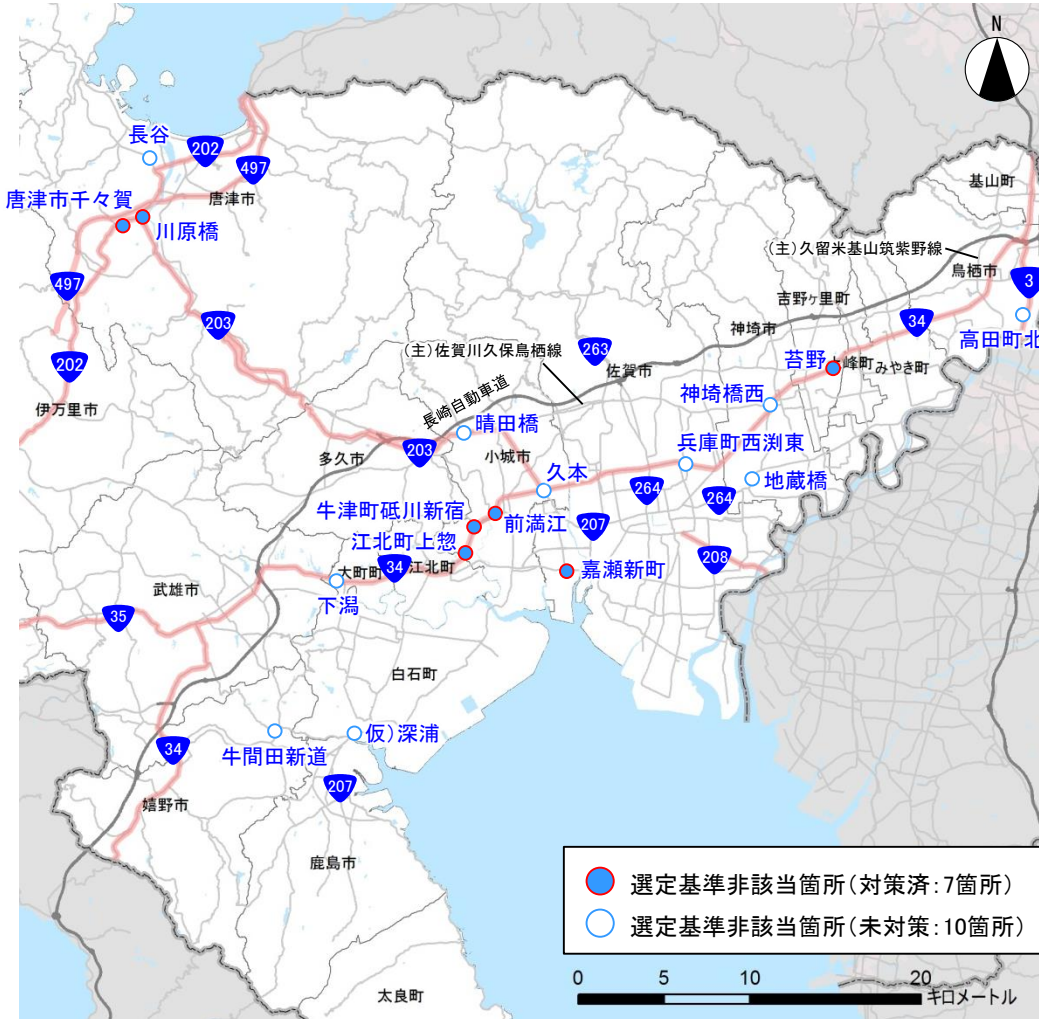 N
長谷
202
497
唐津市
唐津市千々賀
川原橋
基山町
(主)久留米基山筑紫野線
鳥栖市
497
吉野ヶ里町
3
203
神埼市
34
高田町北
(主)佐賀川久保鳥栖線
263
202
佐賀市
苔野
上峰町
みやき町
伊万里市
長崎自動車道
神埼橋西
晴田橋
兵庫町西渕東
多久市
203
小城市
久本
地蔵橋
264
264
牛津町砥川新宿
前満江
207
江北町上惣
208
大町町
34
江北町
嘉瀬新町
武雄市
下潟
35
白石町
牛間田新道
仮)深浦
34
207
嬉野市
鹿島市
選定基準非該当箇所(対策済:7箇所)
選定基準非該当箇所(未対策:10箇所)
0 5 10 20
キロメートル
太良町